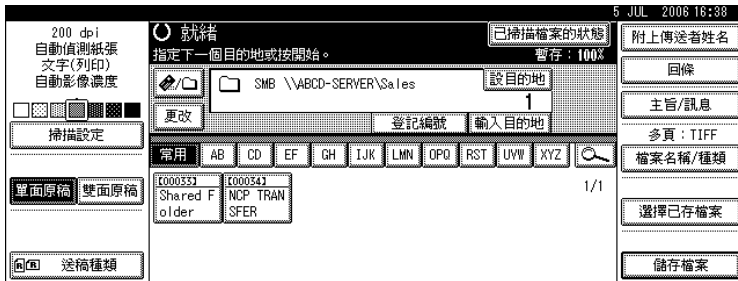 5 JUL 2006 16:38
200 dpi
自動偵測紙張
文字(列印)
自動影像濃度
掃描設定
單面原稿 雙面原稿
送稿種類
就緒
已掃描檔案的狀態
指定下一個目的地或按開始。
暫存:100%
SMB \\ABCD-SERVER\Sales
設目的地
1
更改
登記編號
輸入目的地
常用 AB CD EF GH IJK LMN OPQ RST UVW XYZ
[00033]
Shared F
older
[00034]
NCP TRAN
SFER
1/1
附上傳送者姓名
回條
主旨/訊息
多頁:TIFF
檔案名稱/種類
選擇已存檔案
儲存檔案